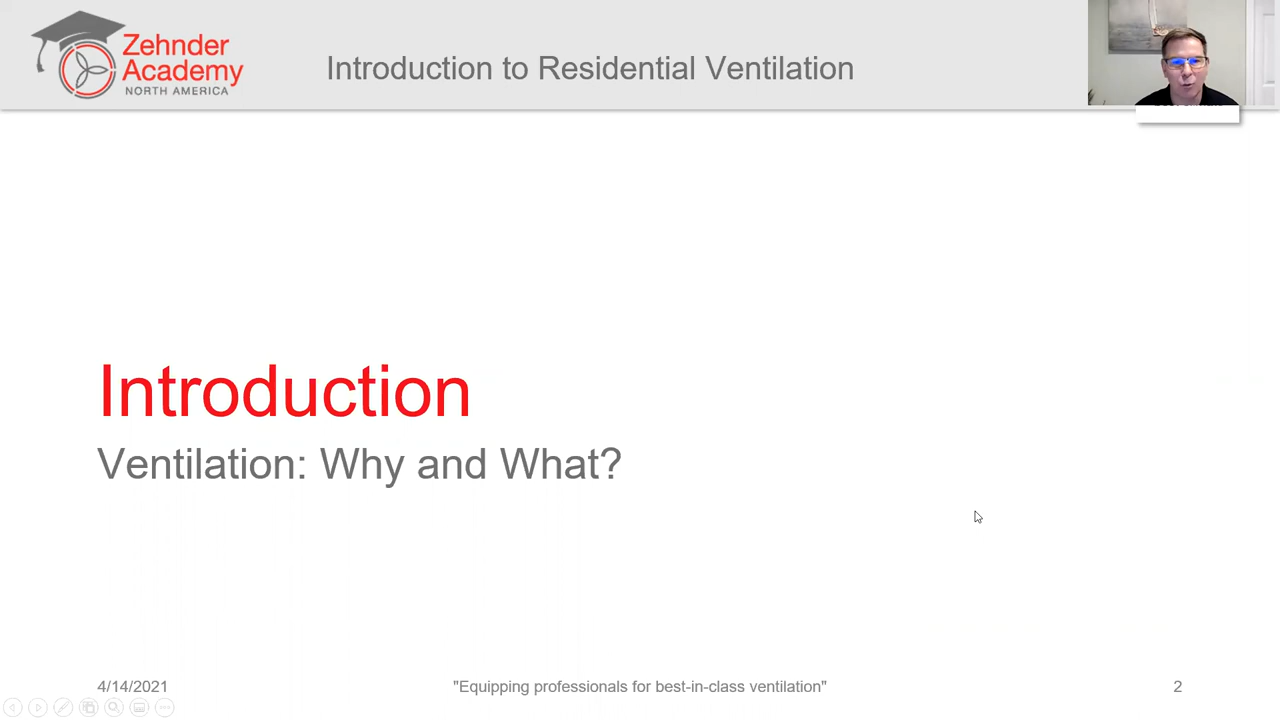 Zehnder
Academy
NORTH AMERICA
Introduction to Residential Ventilation
Introduction
Ventilation: Why and What?
4/14/2021
"Equipping professionals for best-in-class ventilation"
2